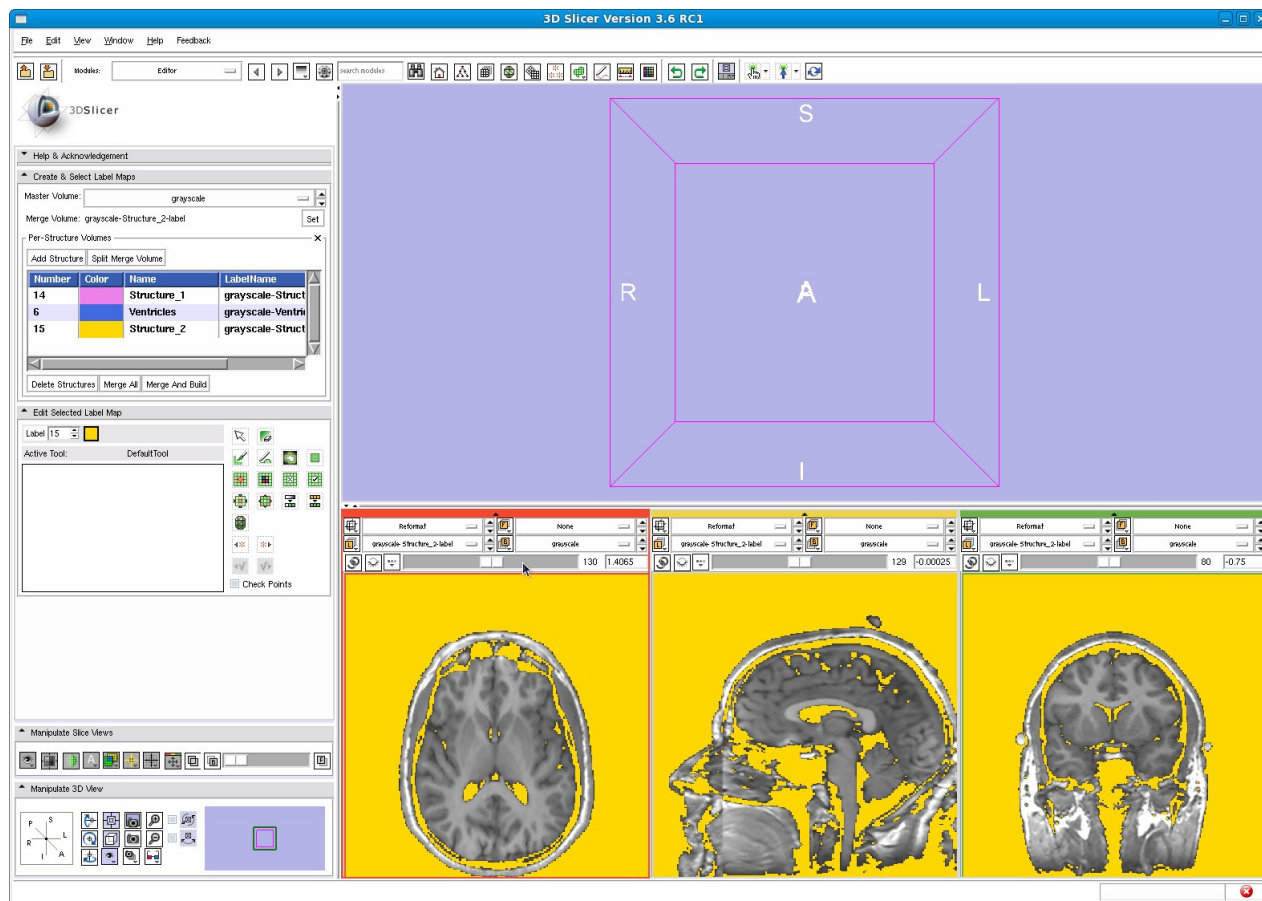 3D Slicer Version 3.6 RC1
File Edit View Window Help Feedback
Modules: Editor search modules
3DSlicer
Help & Acknowledgement
Create & Select Label Maps
Master Volume: grayscale
Merge Volume: grayscale-Structure_2-label Set
Per-Structure Volumes
Add Structure Split Merge Volume
Number Color Name LabelName
14 Structure_1 grayscale-Struct
6 Ventricles grayscale-Ventri
15 Structure_2 grayscale-Struct
Delete Structures Merge All Merge And Build
Edit Selected Label Map
Label 15
Active Tool: DefaultTool
Check Points
Manipulate Slice Views
Manipulate 3D View
P S
R L
I A
S
R A L
I
Reformat None
grayscale-Structure_2-label grayscale
130 1.4065
Reformat None
grayscale-Structure_2-label grayscale
129 -0.00025
Reformat None
grayscale-Structure_2-label grayscale
80 -0.75